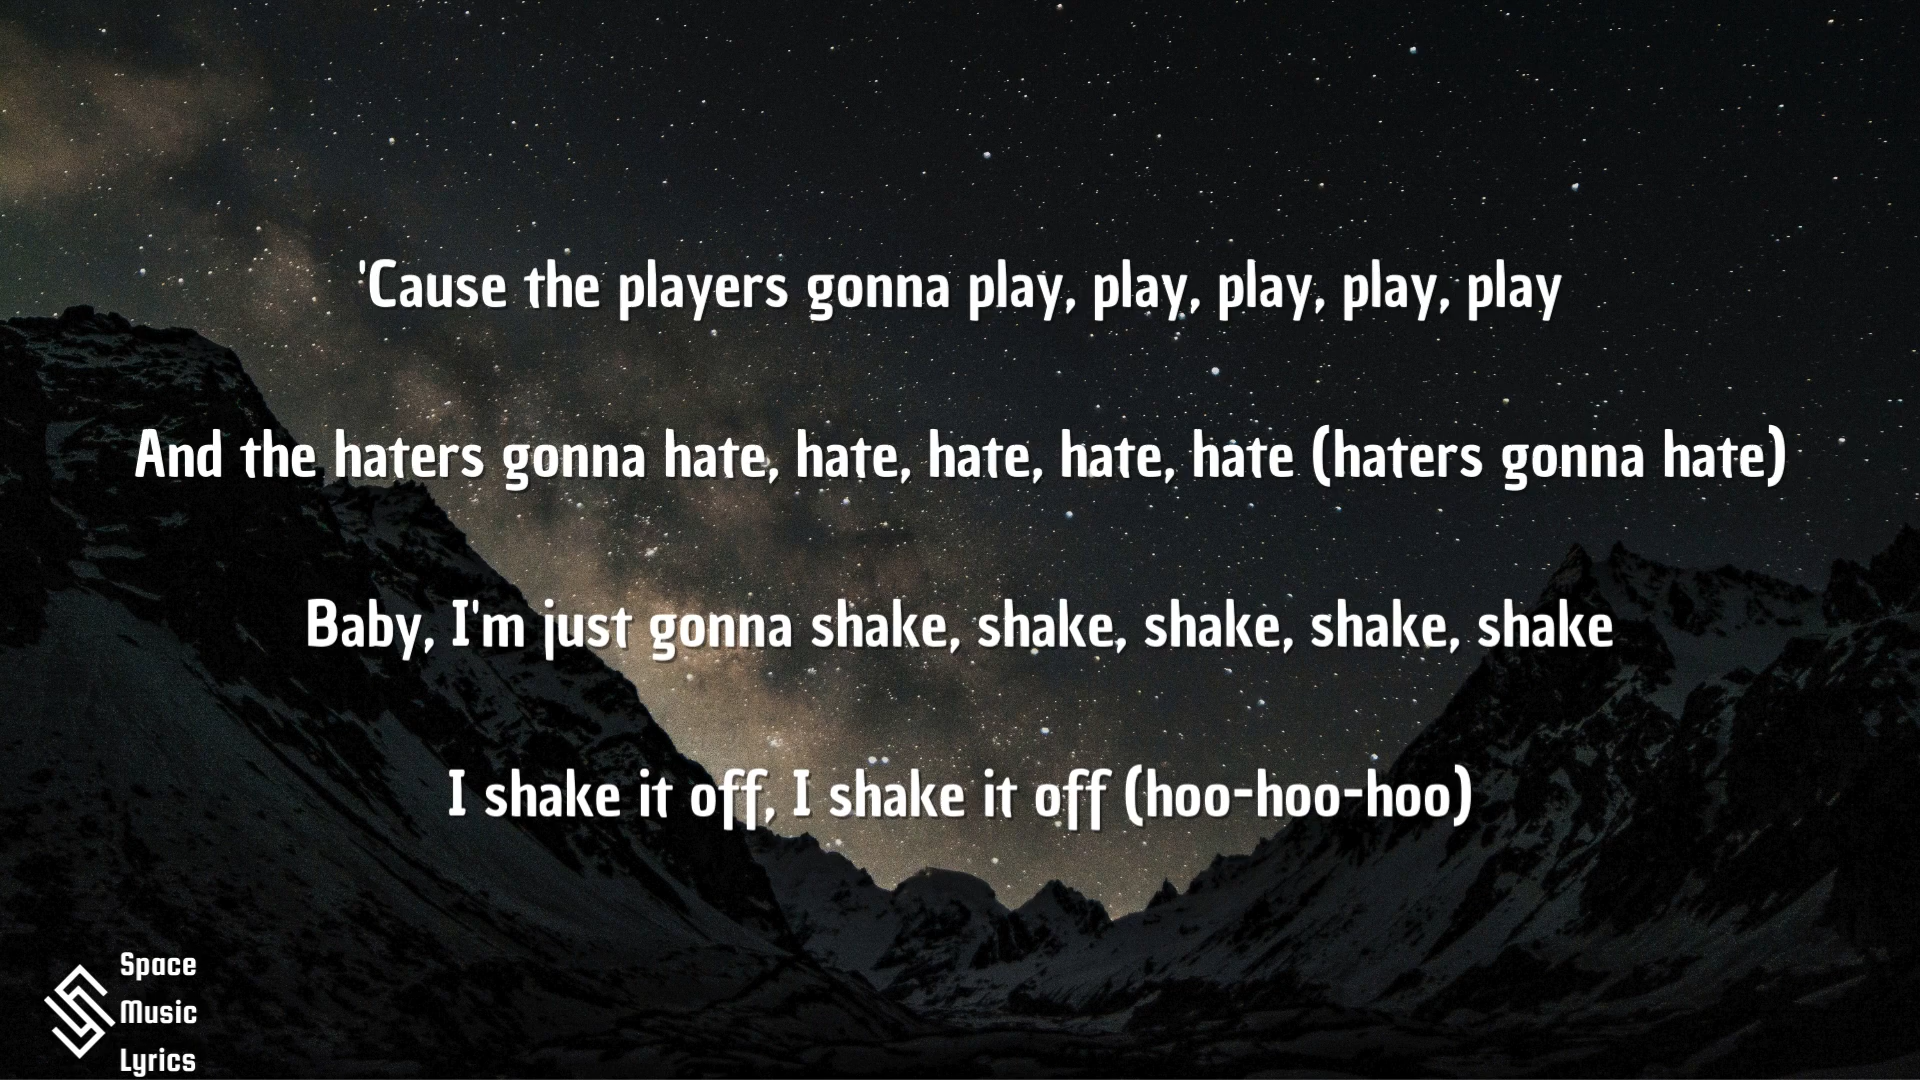 'Cause the players gonna play, play, play, play, play
And the haters gonna hate, hate, hate, hate, hate (haters gonna hate)
Baby, I'm just gonna shake, shake, shake, shake, shake
I shake it off, I shake it off (hoo-hoo-hoo)
Space
Music
Lyrics